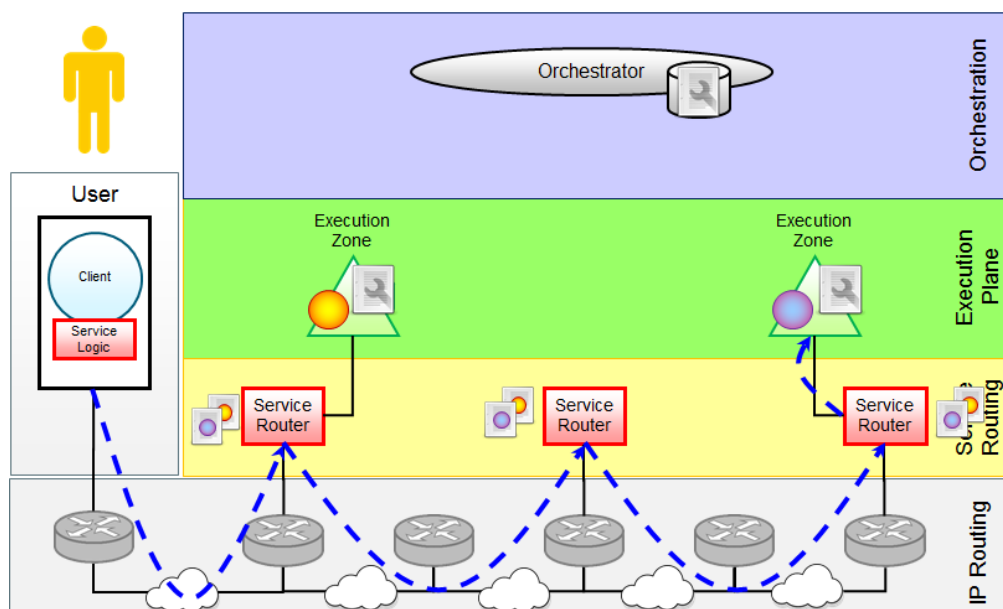 Orchestrator
Orchestration
User
Client
Service
Logic
Execution
Zone
Execution
Zone
Execution
Plane
Service
Router
Service
Router
Service
Router
Routing
IP Routing